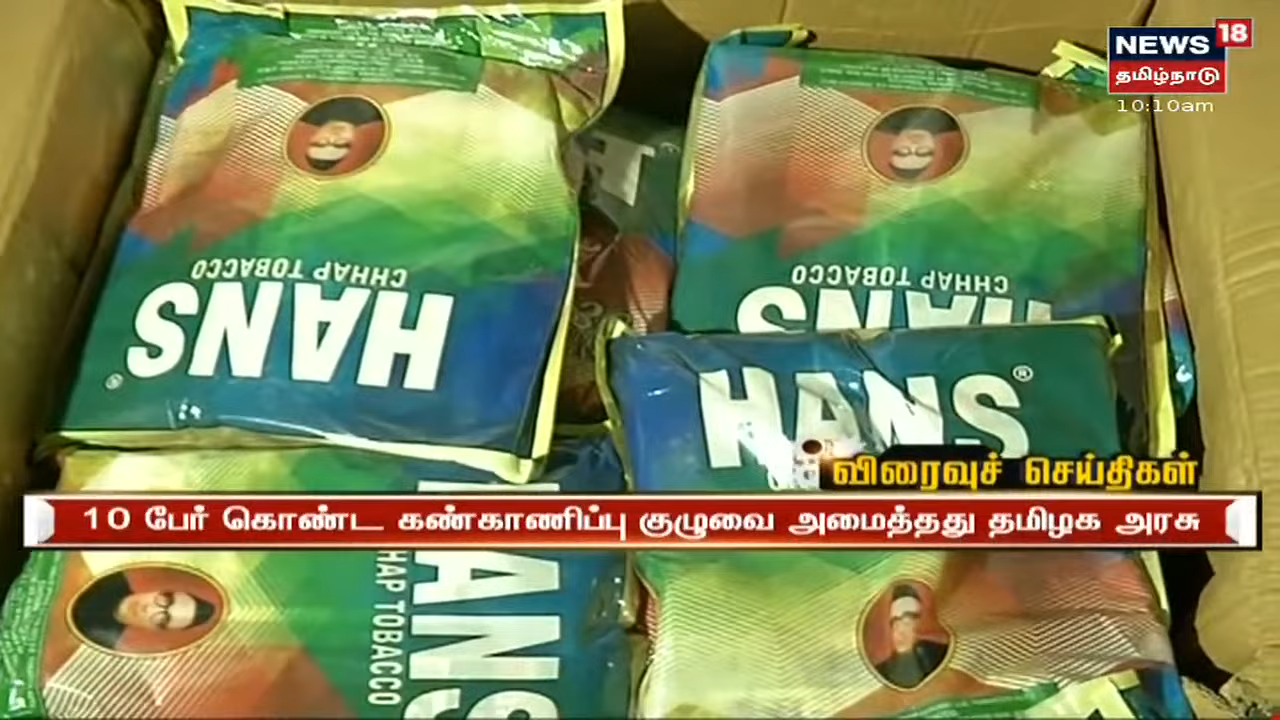 NEWS 18
தமிழ்நாடு
10:10am
CHHAP TOBACCO
HANS
®
CHHAP TOBACCO
HANS
HANS®
விரைவுச் செய்திகள்
10 பேர் கொண்ட கண்காணிப்பு குழுவை அமைத்தது தமிழக அரசு
HANS
CHHAP TOBACCO